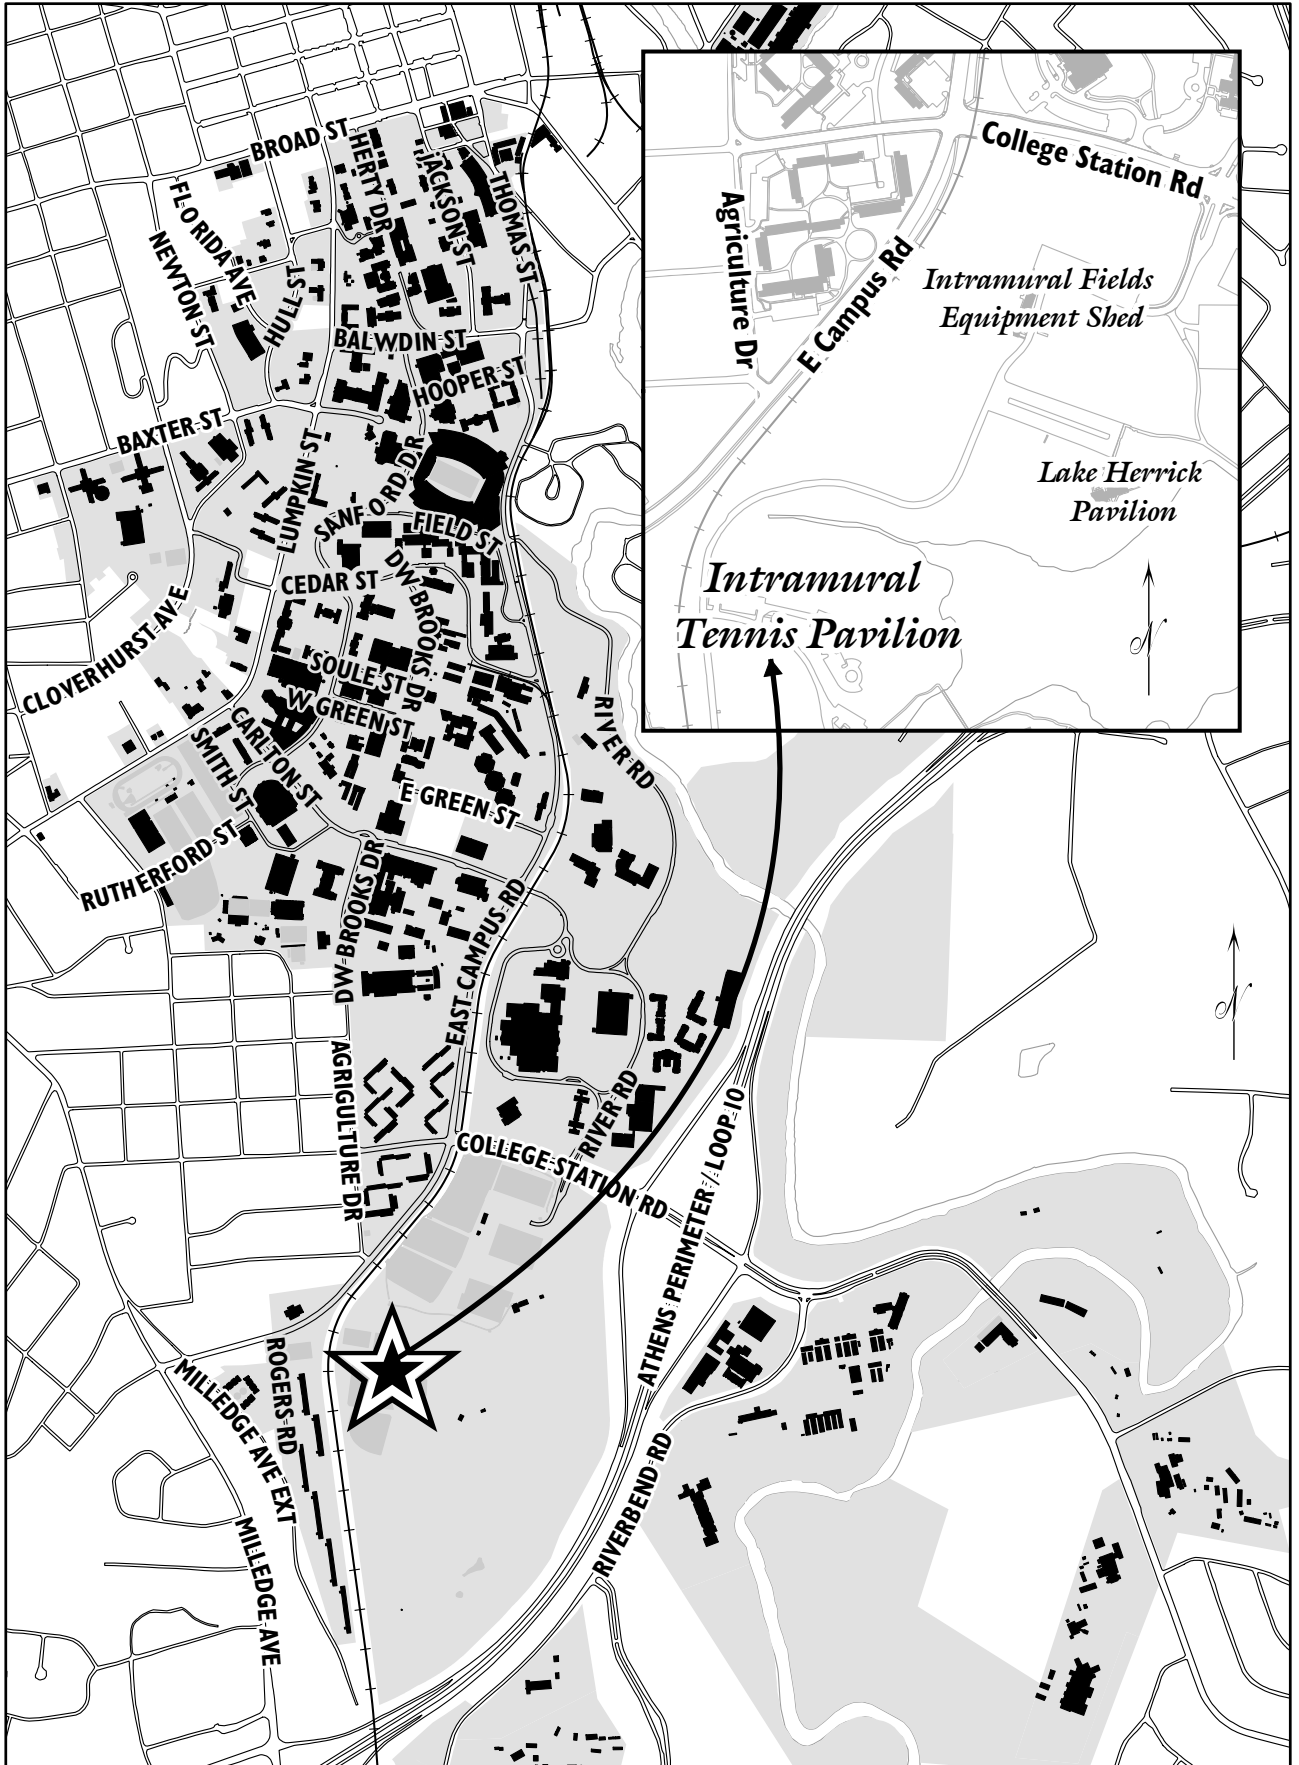 BROAD ST
HERTY DR
JACKSON ST
THOMAS ST
FLORIDA AVE
NEWTON ST
HULL ST
BALWDIN ST
HOOPER ST
BAXTER ST
LUMPKIN ST
SANFORD DR
FIELD ST
CEDAR ST
DW BROOKS DR
CLOVERHURST AVE
SOULE ST
W GREEN ST
CARLTON ST
SMITH ST
E GREEN ST
RUTHERFORD ST
RIVER RD
DW BROOKS DR
EAST CAMPUS RD
AGRIGULTURE DR
RIVER RD
COLLEGE STATION RD
ATHENS PERIMETER / LOOP 10
ROGERS RD
MILLEDGE AVE EXT
MILLEDGE AVE
RIVERBEND RD
N
College Station Rd
Agriculture Dr
E Campus Rd
Intramural Fields
Equipment Shed
Lake Herrick
Pavilion
Intramural
Tennis Pavilion
N